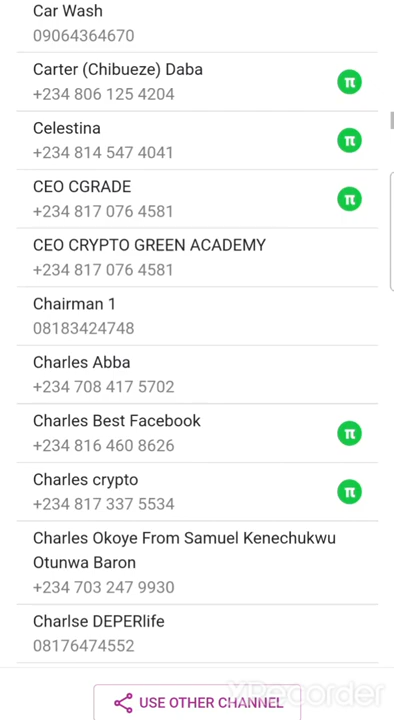 Car Wash
09064364670
Carter (Chibueze) Daba
+234 806 125 4204
π
Celestina
+234 814 547 4041
π
CEO CGRADE
+234 817 076 4581
π
CEO CRYPTO GREEN ACADEMY
+234 817 076 4581
Chairman 1
08183424748
Charles Abba
+234 708 417 5702
Charles Best Facebook
+234 816 460 8626
π
Charles crypto
+234 817 337 5534
π
Charles Okoye From Samuel Kenechukwu
Otunwa Baron
+234 703 247 9930
Charlse DEPERlife
08176474552
USE OTHER CHANNEL
XRecorder